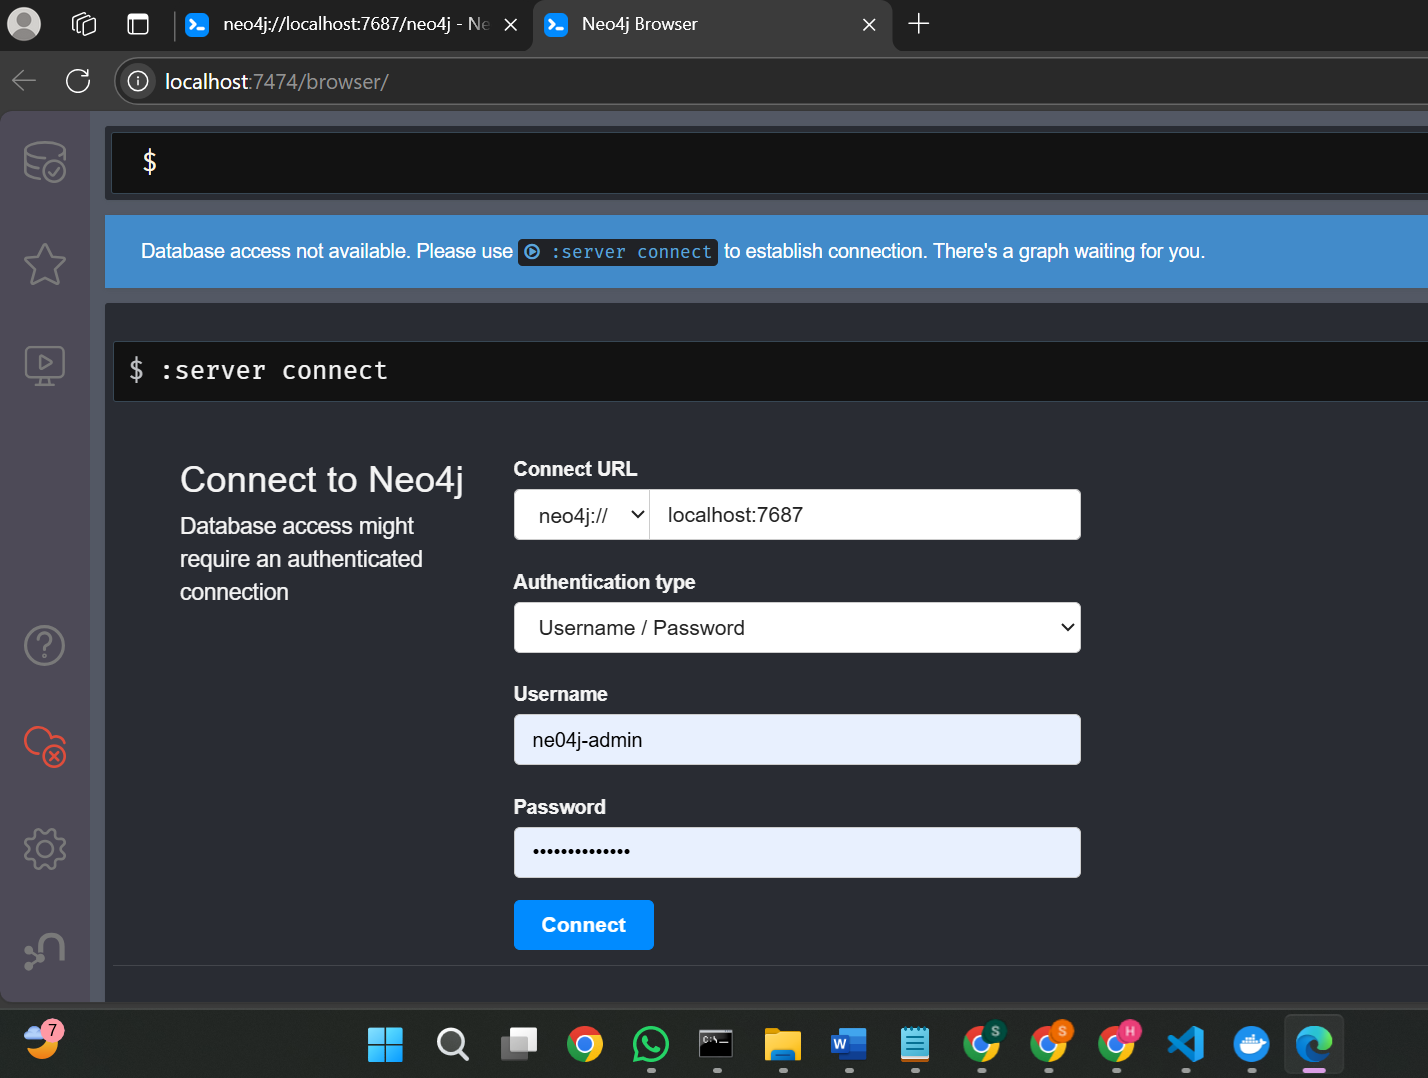 neo4j://localhost:7687/neo4j - Ne
Neo4j Browser
localhost:7474/browser/
$
Database access not available. Please use :server connect to establish connection. There's a graph waiting for you.
$ :server connect
Connect to Neo4j
Database access might
require an authenticated
connection
Connect URL
neo4j://
localhost:7687
Authentication type
Username / Password
Username
ne04j-admin
Password
••••••••••••••
Connect
7
C:\
W
S
S
H